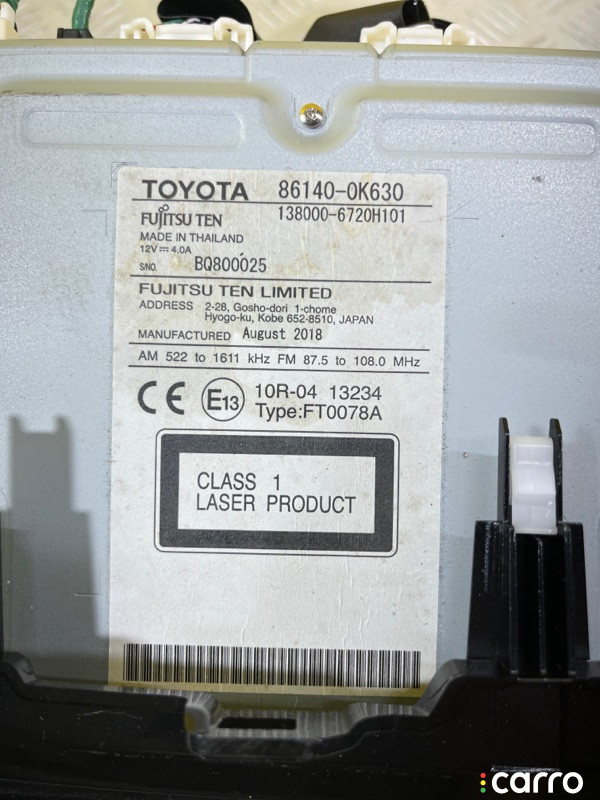 TOYOTA 86140-0K630
FUJITSU TEN 138000-6720H101
MADE IN THAILAND
12V⎓4.0A
SNO. BQ800025
FUJITSU TEN LIMITED
ADDRESS 2-28, Gosho-dori 1-chome
Hyogo-ku, Kobe 652-8510, JAPAN
MANUFACTURED August 2018
AM 522 to 1611 kHz FM 87.5 to 108.0 MHz
CE E13 10R-04 13234
Type:FT0078A
CLASS 1
LASER PRODUCT
carro